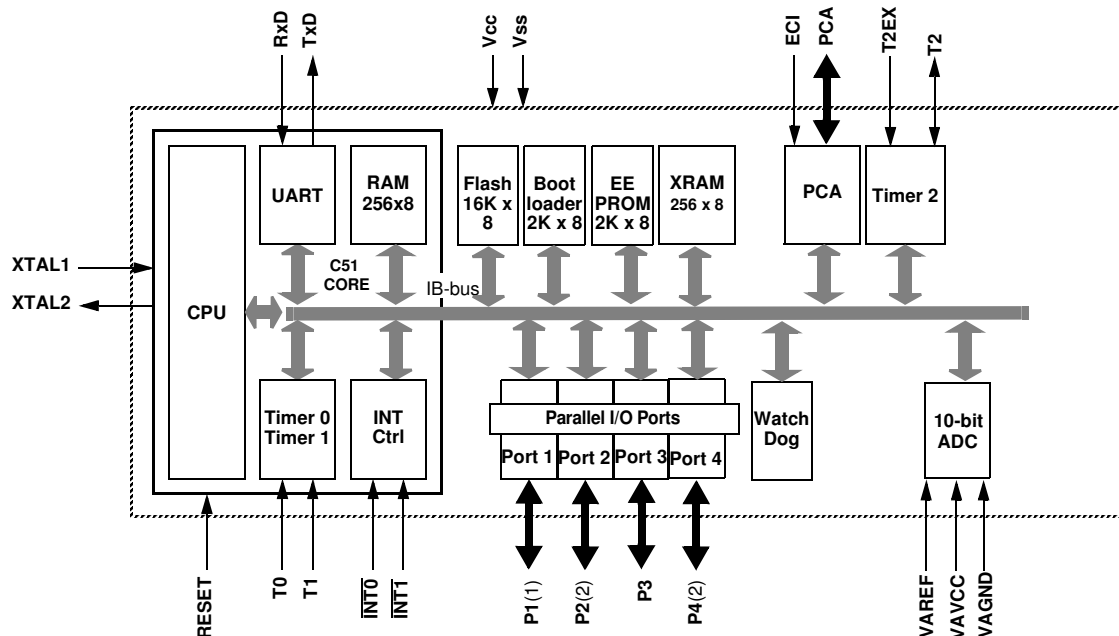 RxD
TxD
Vcc
Vss
ECI
PCA
T2EX
T2
UART
RAM
256x8
Flash
16K x
8
Boot
loader
2K x 8
EE
PROM
2K x 8
XRAM
256 x 8
PCA
Timer 2
XTAL1
XTAL2
CPU
C51
CORE
IB-bus
Timer 0
Timer 1
INT
Ctrl
Parallel I/O Ports
Port 1
Port 2
Port 3
Port 4
Watch
Dog
10-bit
ADC
RESET
T0
T1
INT0
INT1
P1(1)
P2(2)
P3
P4(2)
VAREF
VAVCC
VAGND